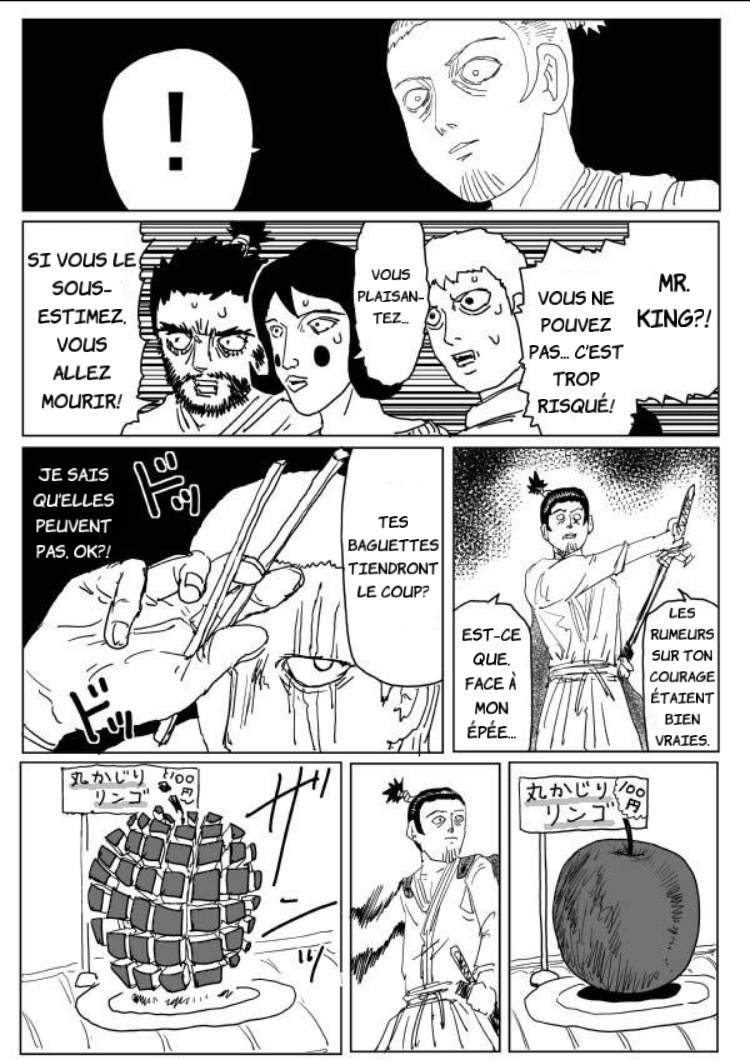 !
MR.
KING?!
VOUS NE
POUVEZ
PAS... C'EST
TROP
RISQUÉ!
VOUS
PLAISAN-
TEZ...
SI VOUS LE
SOUS-
ESTIMEZ,
VOUS
ALLEZ
MOURIR!
LES
RUMEURS
SUR TON
COURAGE
ÉTAIENT
BIEN
VRAIES.
EST-CE
QUE,
FACE À
MON
ÉPÉE...
TES
BAGUETTES
TIENDRONT
LE COUP?
JE SAIS
QU'ELLES
PEUVENT
PAS, OK?!
ドッ
ドッ
丸かじり
リンゴ
100
円
丸かじり
リンゴ
100
円